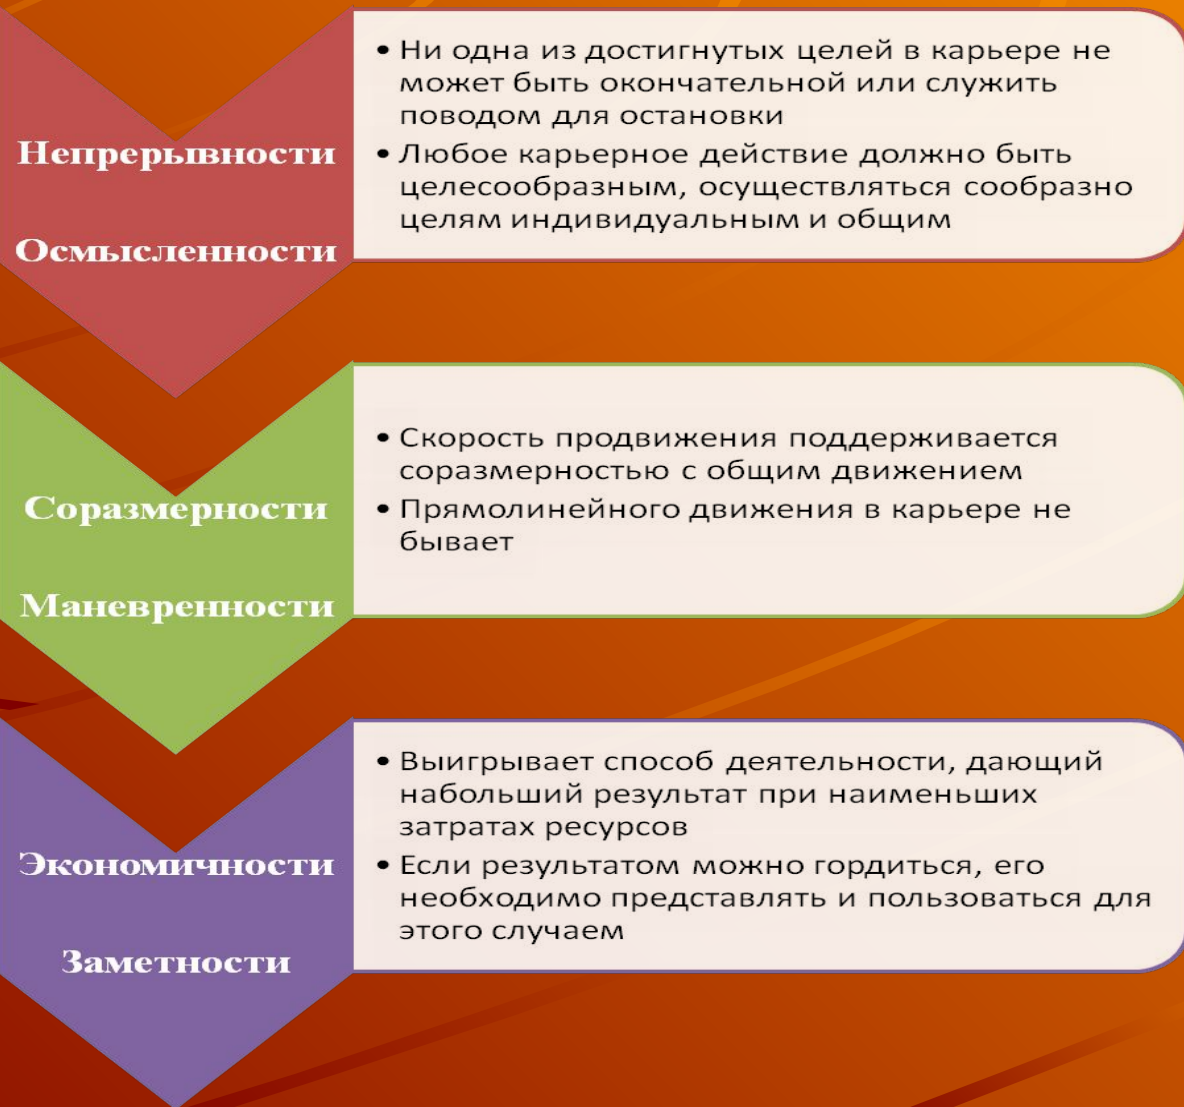 Непрерывности
Осмысленности
• Ни одна из достигнутых целей в карьере не
может быть окончательной или служить
поводом для остановки
• Любое карьерное действие должно быть
целесообразным, осуществляться сообразно
целям индивидуальным и общим
Соразмерности
Маневренности
• Скорость продвижения поддерживается
соразмерностью с общим движением
• Прямолинейного движения в карьере не
бывает
Экономичности
Заметности
• Выигрывает способ деятельности, дающий
набольший результат при наименьших
затратах ресурсов
• Если результатом можно гордиться, его
необходимо представлять и пользоваться для
этого случаем